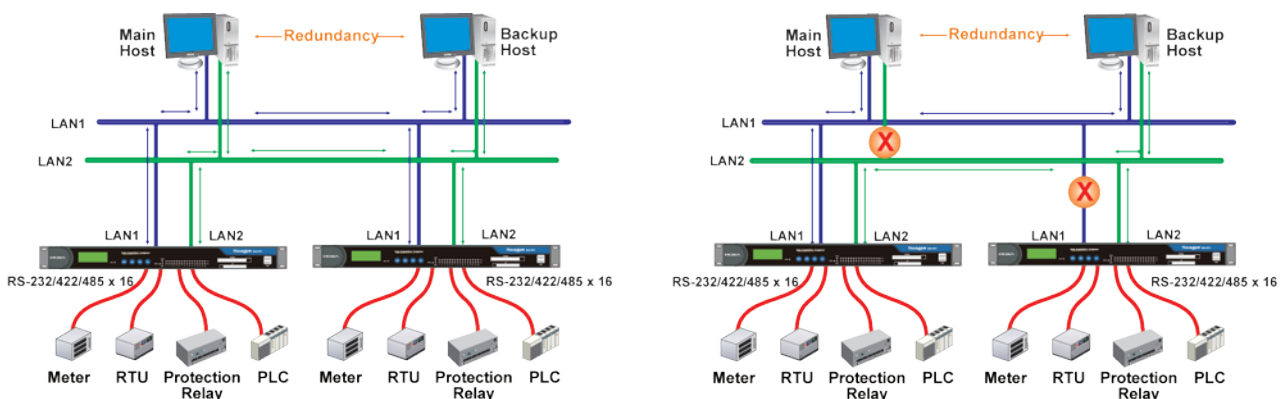 Main
Host
Redundancy
Backup
Host
LAN1
LAN2
LAN1
LAN2
LAN1
LAN2
RS-232/422/485 x 16
RS-232/422/485 x 16
Meter
RTU
Protection
Relay
PLC
Meter
RTU
Protection
Relay
PLC
Main
Host
Redundancy
Backup
Host
LAN1
X
LAN2
X
LAN1
LAN2
LAN1
LAN2
RS-232/422/485 x 16
RS-232/422/485 x 16
Meter
RTU
Protection
Relay
PLC
Meter
RTU
Protection
Relay
PLC